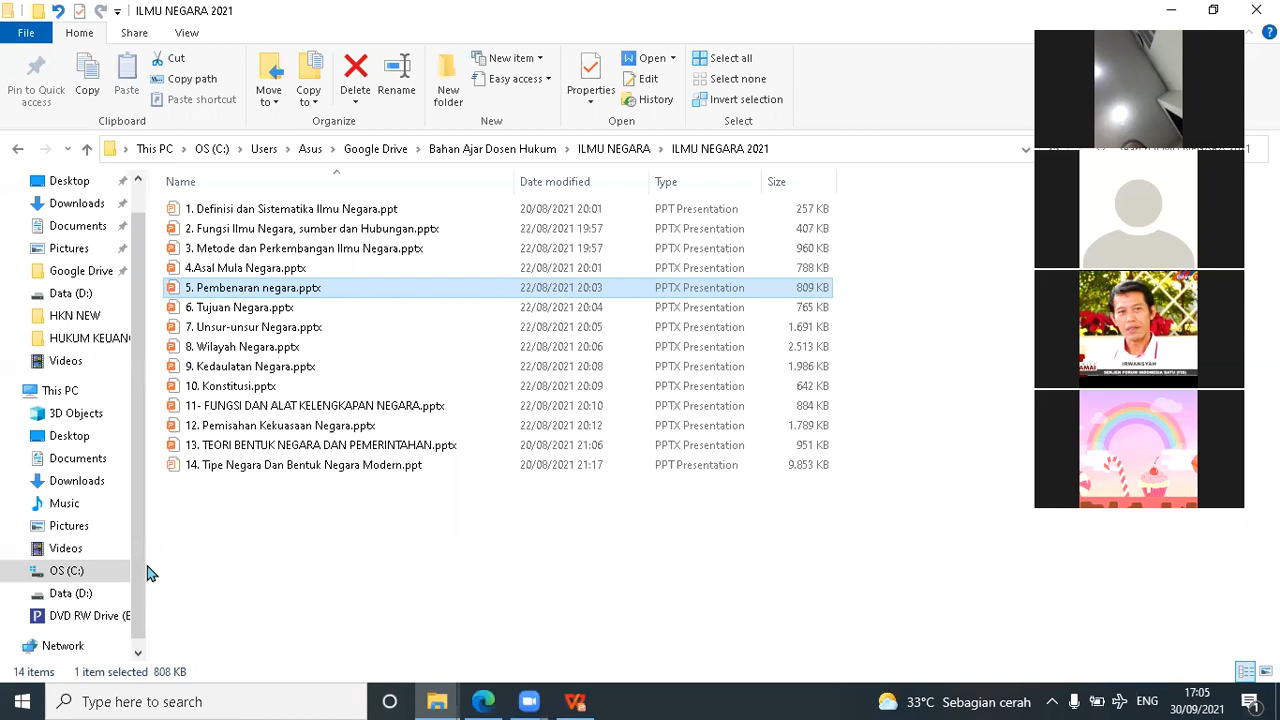 ILMU NEGARA 2021
File
Home
Share
View
Pin to Quick access
Copy
Paste
Cut
Copy path
Paste shortcut
Clipboard
Move to
Copy to
Delete
Rename
Organize
New folder
New item
Easy access
New
Properties
Open
Edit
History
Open
Select all
Select none
Invert selection
Select
This PC
OS (C:)
Users
Asus
Google Drive
Bahan Ajar Dosen Hukum
ILMU NEGARA
ILMU NEGARA 2021
Name
Date modified
Type
Size
1. Definisi dan Sistematika Ilmu Negara.ppt 20/08/2021 20:01 PPT Presentation 257 KB
2. Fungsi Ilmu Negara, sumber dan Hubungan.pptx 22/08/2021 19:57 PPTX Presentation 407 KB
3. Metode dan Perkembangan Ilmu Negara.pptx 22/08/2021 19:57 PPTX Presentation 960 KB
4.Asal Mula Negara.pptx 22/08/2021 20:01 PPTX Presentation 788 KB
5. Pembenaran negara.pptx 22/08/2021 20:03 PPTX Presentation 809 KB
6. Tujuan Negara.pptx 22/08/2021 20:04 PPTX Presentation 765 KB
7. Unsur-unsur Negara.pptx 22/08/2021 20:05 PPTX Presentation 1.691 KB
8. Wilayah Negara.pptx 22/08/2021 20:06 PPTX Presentation 2.513 KB
9. Kedaulatan Negara.pptx 22/08/2021 20:08 PPTX Presentation 1.986 KB
10. Konstitusi.pptx 22/08/2021 20:09 PPTX Presentation 642 KB
11- FUNGSI DAN ALAT KELENGKAPAN NEGARA.pptx 22/08/2021 20:10 PPTX Presentation 884 KB
12. Pemisahan Kekuasaan Negara.pptx 22/08/2021 20:12 PPTX Presentation 1.789 KB
13. TEORI BENTUK NEGARA DAN PEMERINTAHAN.pptx 20/08/2021 21:06 PPTX Presentation 951 KB
14. Tipe Negara Dan Bentuk Negara Modern.ppt 20/08/2021 21:17 PPT Presentation 9.853 KB
Desktop
Downloads
Documents
Pictures
Google Drive
Data (D:)
HKN NEW
HUKUM KEUAN
Videos
This PC
3D Objects
Desktop
Documents
Downloads
Music
Pictures
Videos
OS (C:)
Data (D:)
DVD RW Drive (E
Network
IRWANSYAH
SEKJEN FORUM INDONESIA SATU (FIS)
14 items
1 item selected 808 KB
Type here to search
33°C Sebagian cerah
ENG
17:05
30/09/2021
1